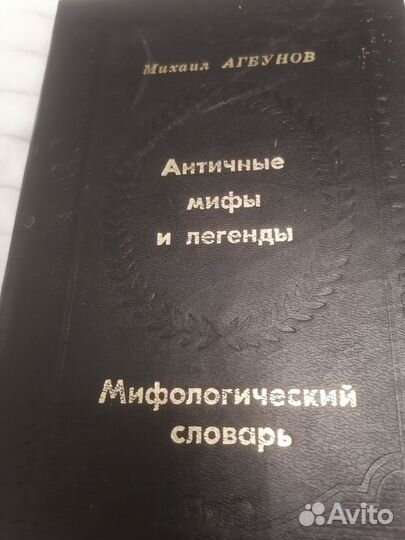 Михаил АГБУНОВ
Античные
мифы
и легенды
Мифологический
словарь
Avito